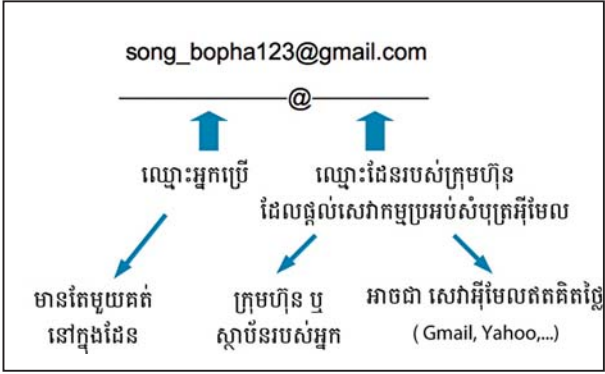 song_bopha123@gmail.com
@
ឈ្មោះអ្នកប្រើ
ឈ្មោះដែនរបស់ក្រុមហ៊ុន
ដែលផ្តល់សេវាកម្មប្រអប់សំបុត្រអ៊ីមែល
មានតែមួយគត់
នៅក្នុងដែន
ក្រុមហ៊ុន ឬ
ស្ថាប័នរបស់អ្នក
អាចជា សេវាអ៊ីមែលឥតគិតថ្លៃ
( Gmail, Yahoo,...)